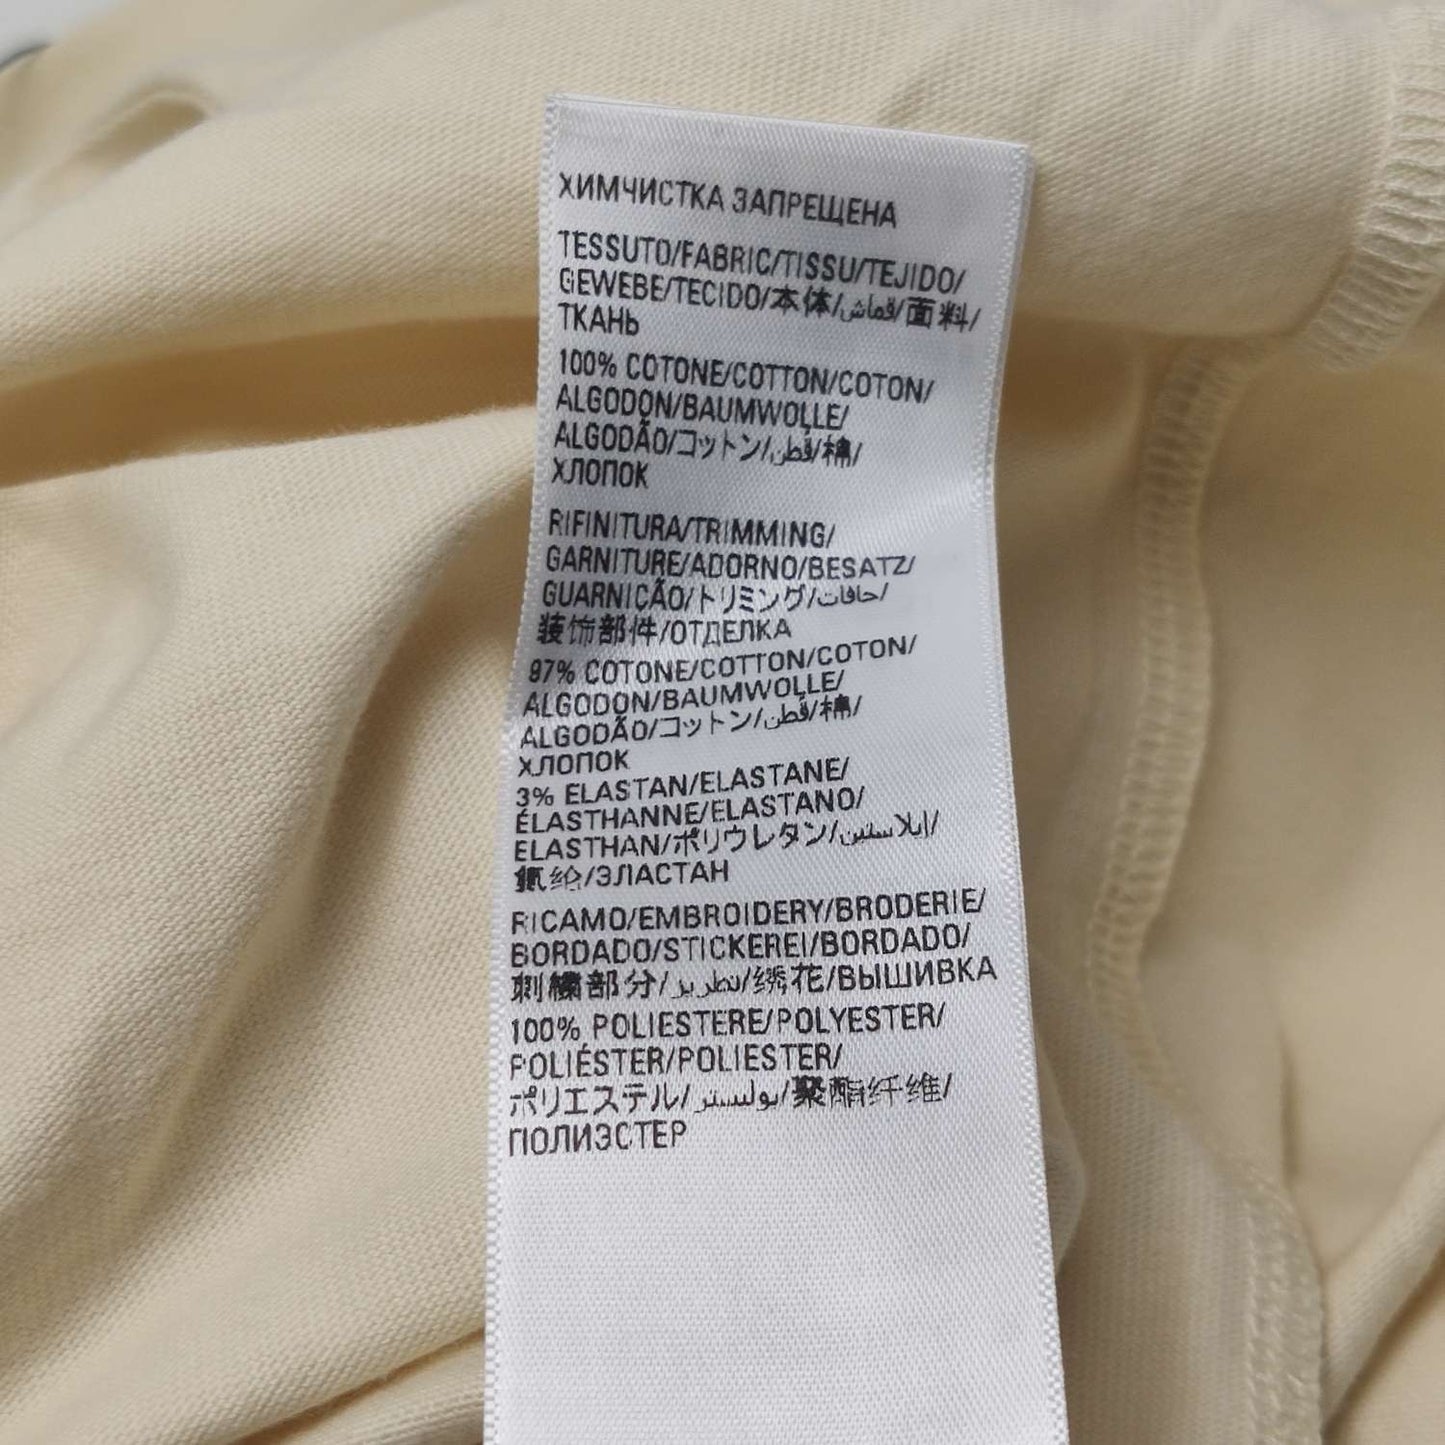 ХИМЧИСТКА ЗАПРЕЩЕНА
TESSUTO/FABRIC/TISSU/TEJIDO/
GEWEBE/TECIDO/本体/قماش/面料/
ТКАНЬ
100% COTONE/COTTON/COTON/
ALGODON/BAUMWOLLE/
ALGODÃO/コットン/قطن/棉/
ХЛОПОК
RIFINITURA/TRIMMING/
GARNITURE/ADORNO/BESATZ/
GUARNIÇÃO/トリミング/حافات/
装饰部件/ОТДЕЛКА
97% COTONE/COTTON/COTON/
ALGODON/BAUMWOLLE/
ALGODÃO/コットン/قطن/棉/
ХЛОПОК
3% ELASTAN/ELASTANE/
ÉLASTHANNE/ELASTANO/
ELASTHAN/ポリウレタン/إيلاستين/
氨纶/ЭЛАСТАН
RICAMO/EMBROIDERY/BRODERIE/
BORDADO/STICKEREI/BORDADO/
刺繍部分/تطريز/绣花/ВЫШИВКА
100% POLIESTERE/POLYESTER/
POLIÉSTER/POLIESTER/
ポリエステル/بوليستر/聚酯纤维/
ПОЛИЭСТЕР